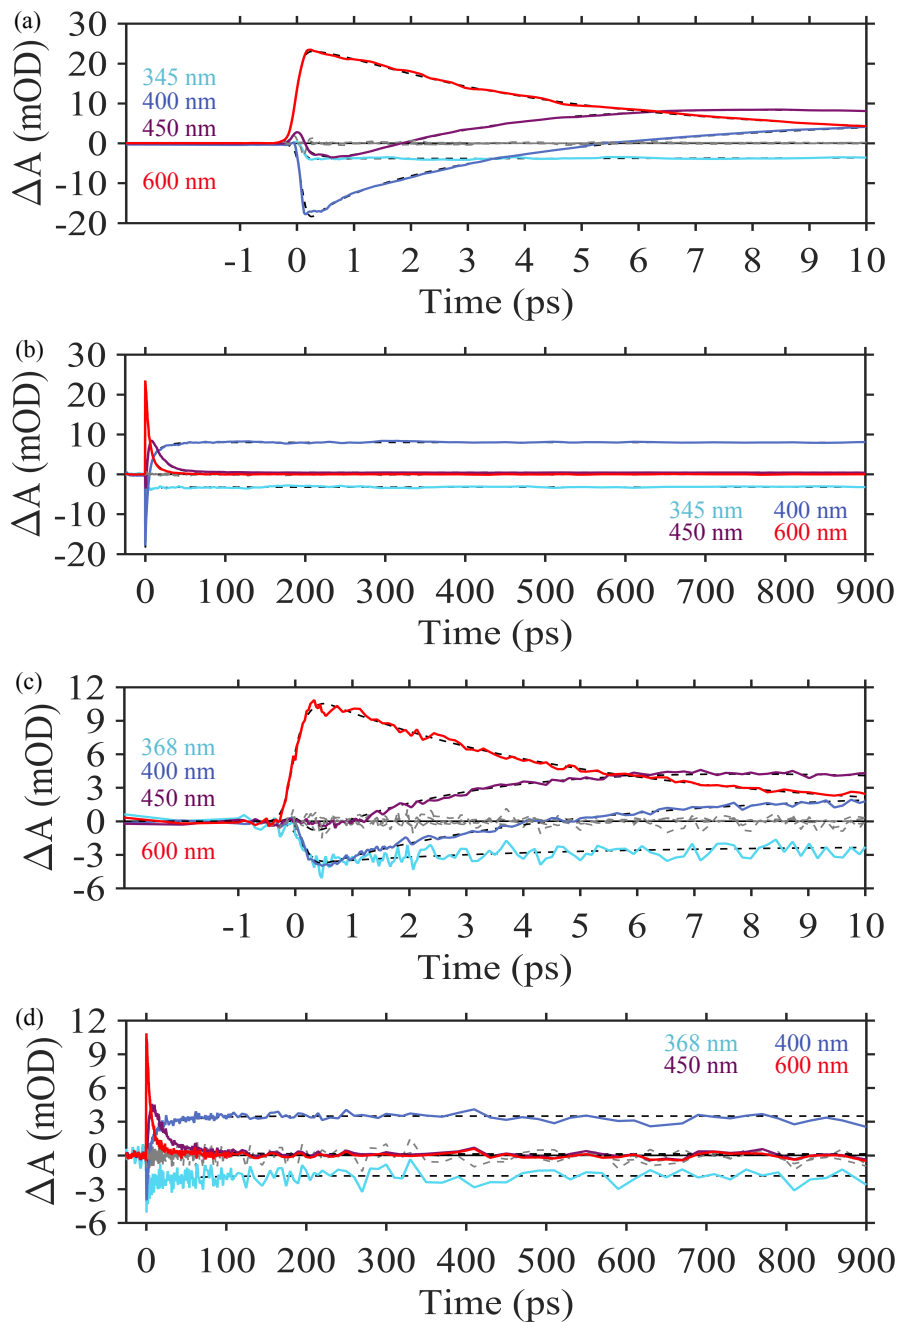 (a)
30
20
10
0
-10
-20
ΔA (mOD)
345 nm
400 nm
450 nm
600 nm
-1 0 1 2 3 4 5 6 7 8 9 10
Time (ps)
(b)
30
20
10
0
-10
-20
ΔA (mOD)
345 nm 400 nm
450 nm 600 nm
0 100 200 300 400 500 600 700 800 900
Time (ps)
(c)
12
9
6
3
0
-3
-6
ΔA (mOD)
368 nm
400 nm
450 nm
600 nm
-1 0 1 2 3 4 5 6 7 8 9 10
Time (ps)
(d)
12
9
6
3
0
-3
-6
ΔA (mOD)
368 nm 400 nm
450 nm 600 nm
0 100 200 300 400 500 600 700 800 900
Time (ps)